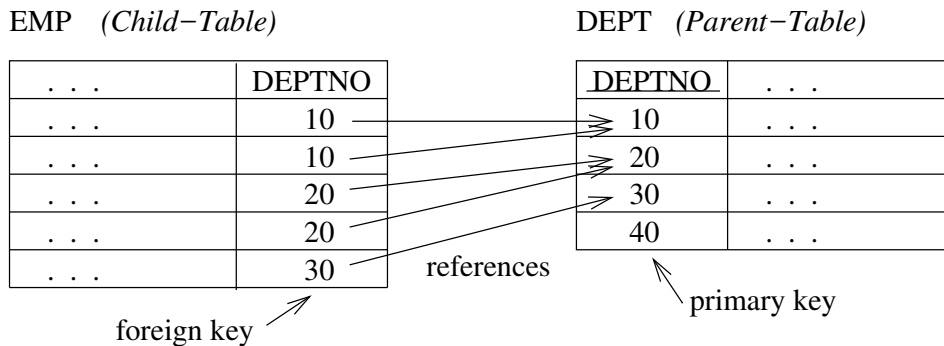 EMP (Child−Table)
DEPT (Parent−Table)
. . . DEPTNO
. . . 10
. . . 10
. . . 20
. . . 20
. . . 30
DEPTNO . . .
10 . . .
20 . . .
30 . . .
40 . . .
references
foreign key
primary key